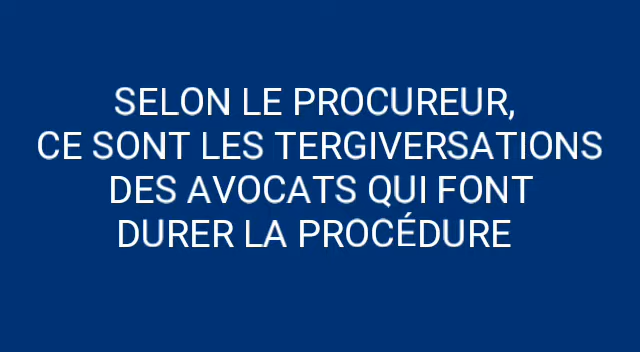 SELON LE PROCUREUR,
CE SONT LES TERGIVERSATIONS
DES AVOCATS QUI FONT
DURER LA PROCÉDURE